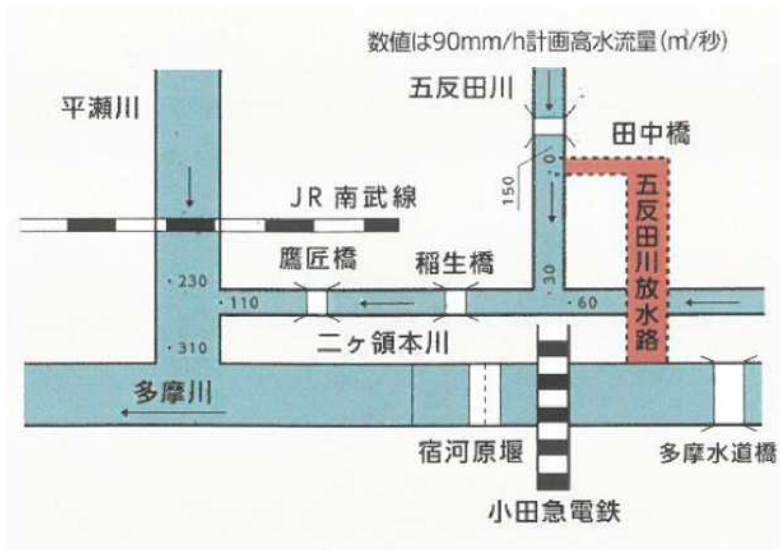 数値は90mm/h計画高水流量(㎥/秒)
五反田川
平瀬川
田中橋
150
0
五反田川放水路
JR南武線
鷹匠橋
稲生橋
・230
・110
・30
・60
二ヶ領本川
・310
多摩川
宿河原堰
多摩水道橋
小田急電鉄